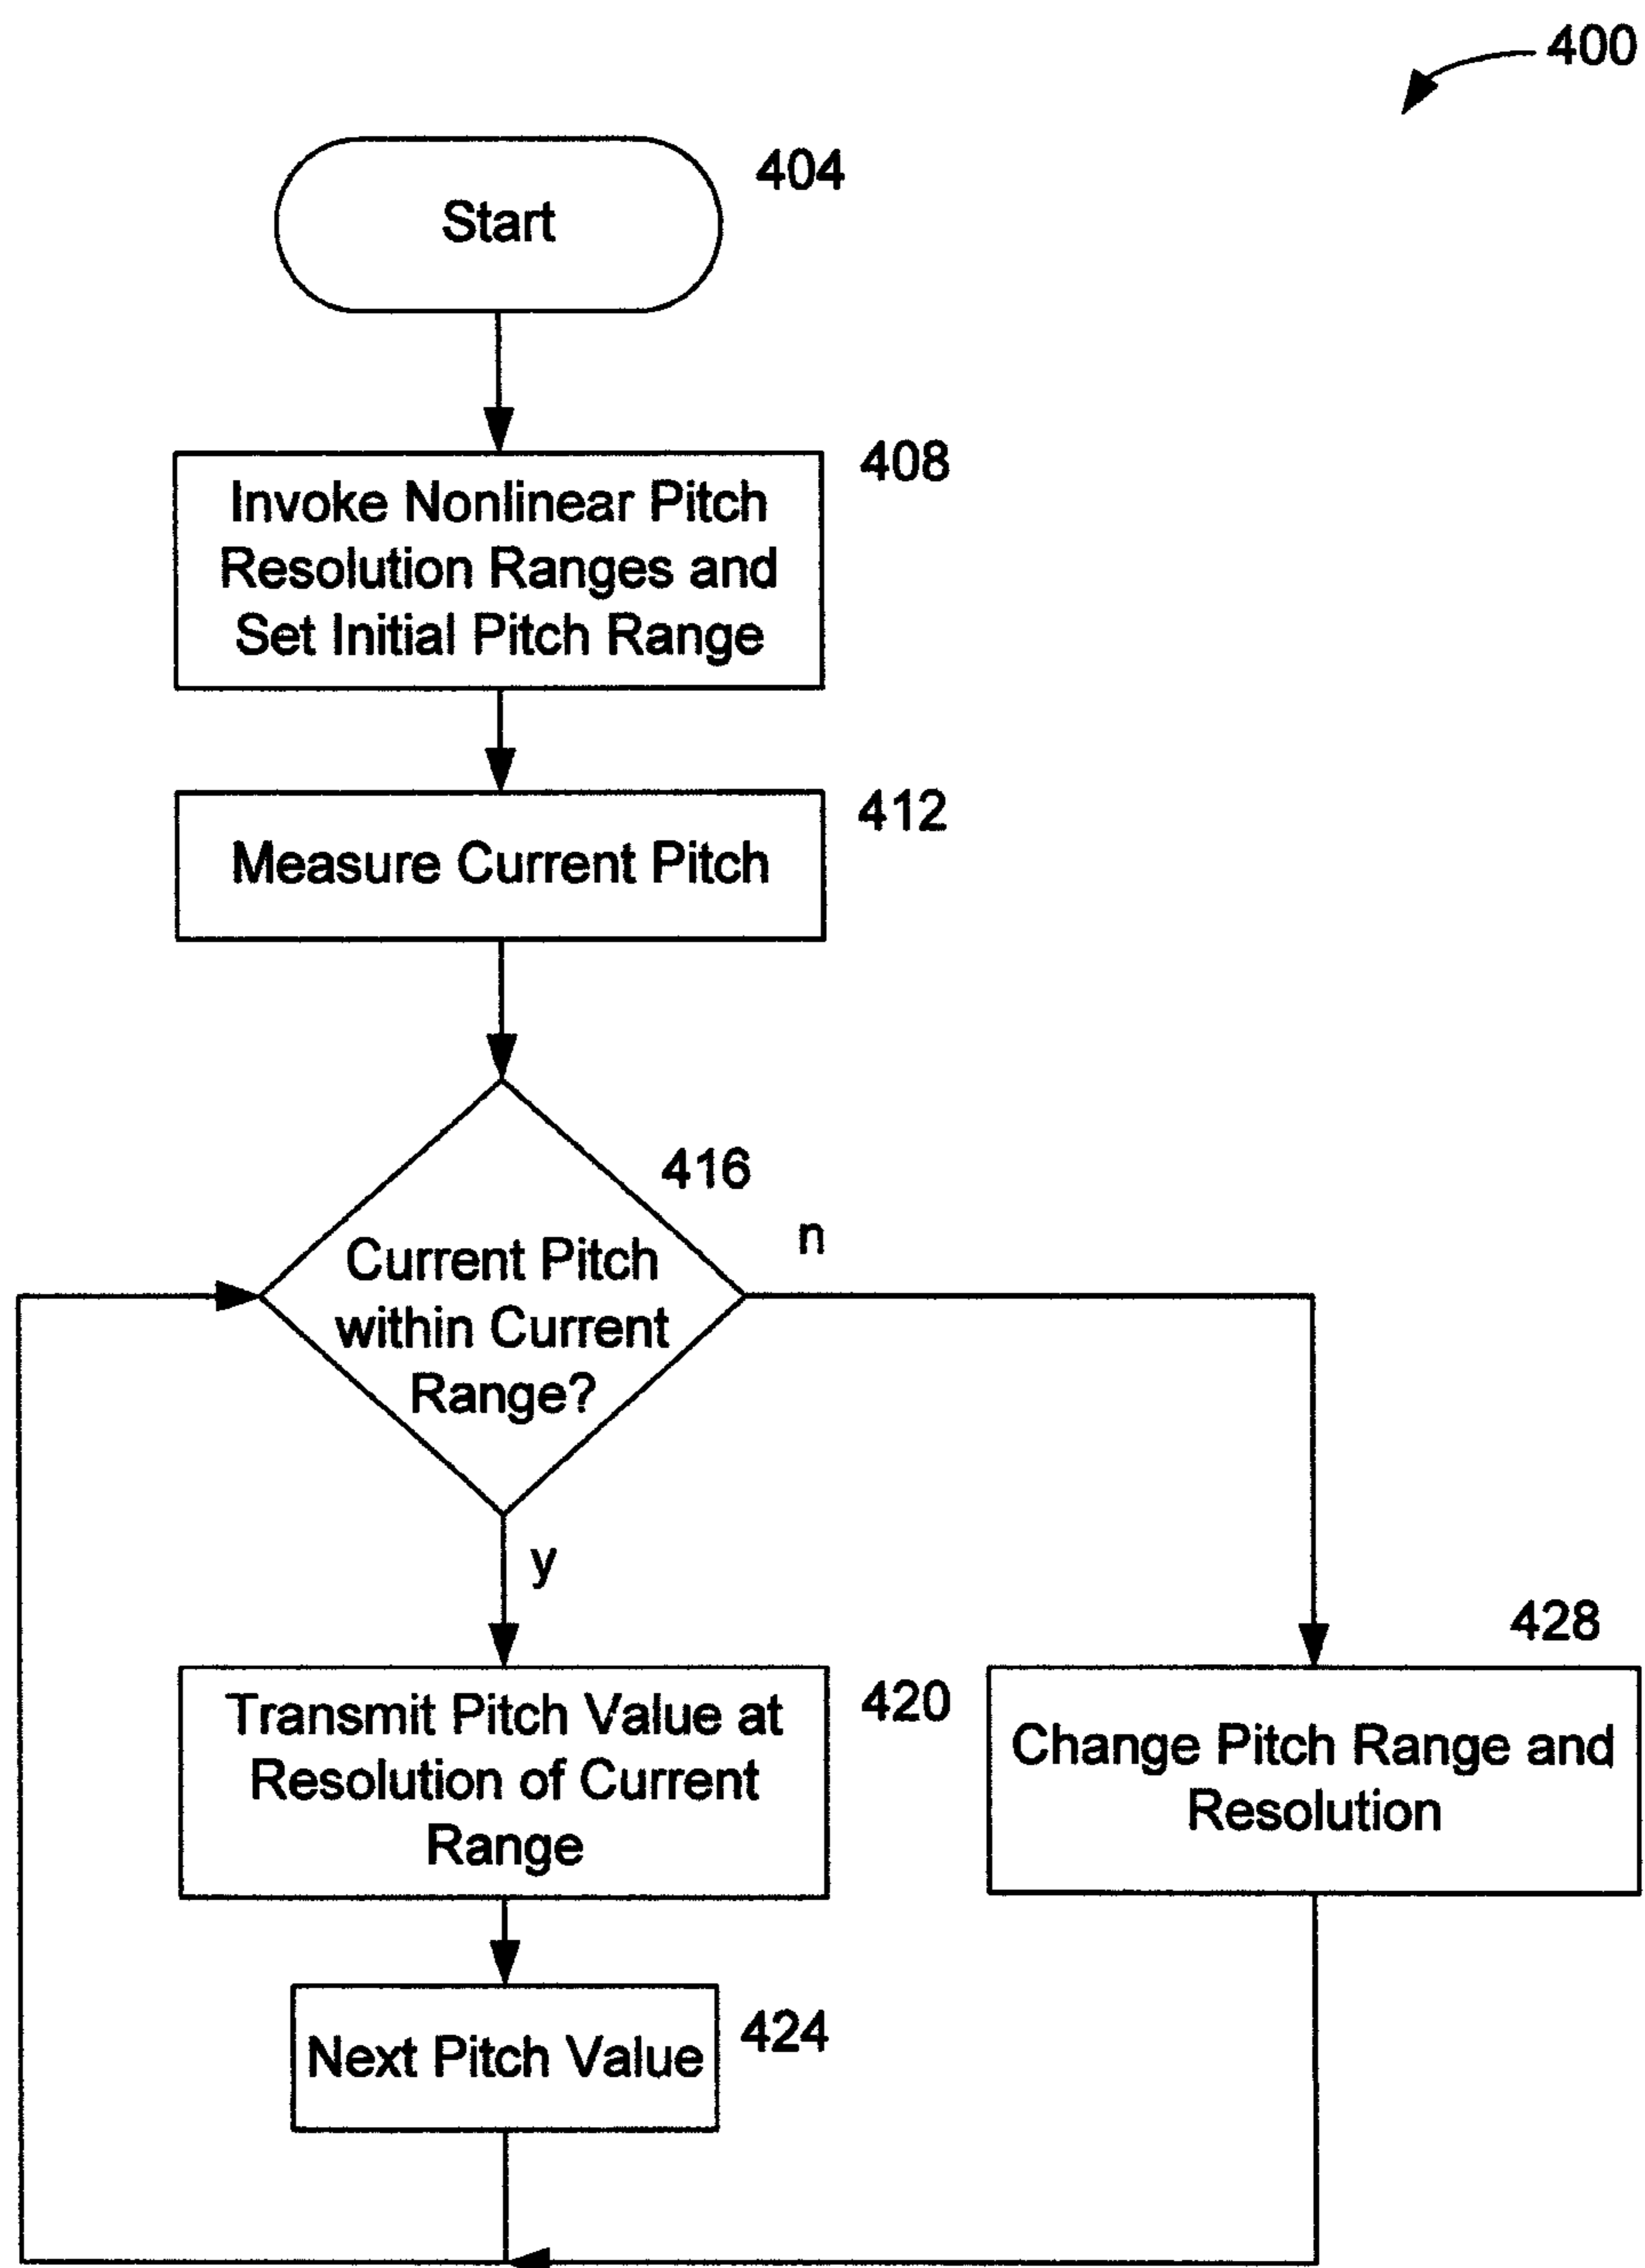 400
404
Start
408
Invoke Nonlinear Pitch
Resolution Ranges and
Set Initial Pitch Range
412
Measure Current Pitch
416
n
Current Pitch
within Current
Range?
y
428
Transmit Pitch Value at
Resolution of Current
Range
420
Change Pitch Range and
Resolution
Next Pitch Value
424